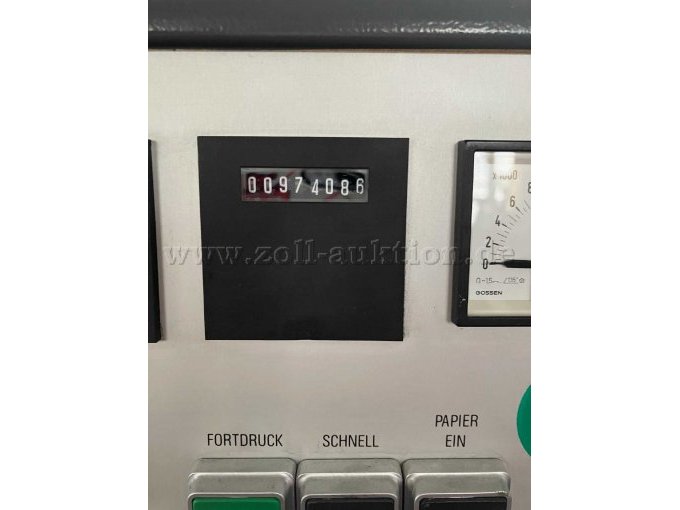 00974086
x1000
8
6
4
2
0
GOSSEN
www.zoll-auktion.de
FORTDRUCK
SCHNELL
PAPIER
EIN